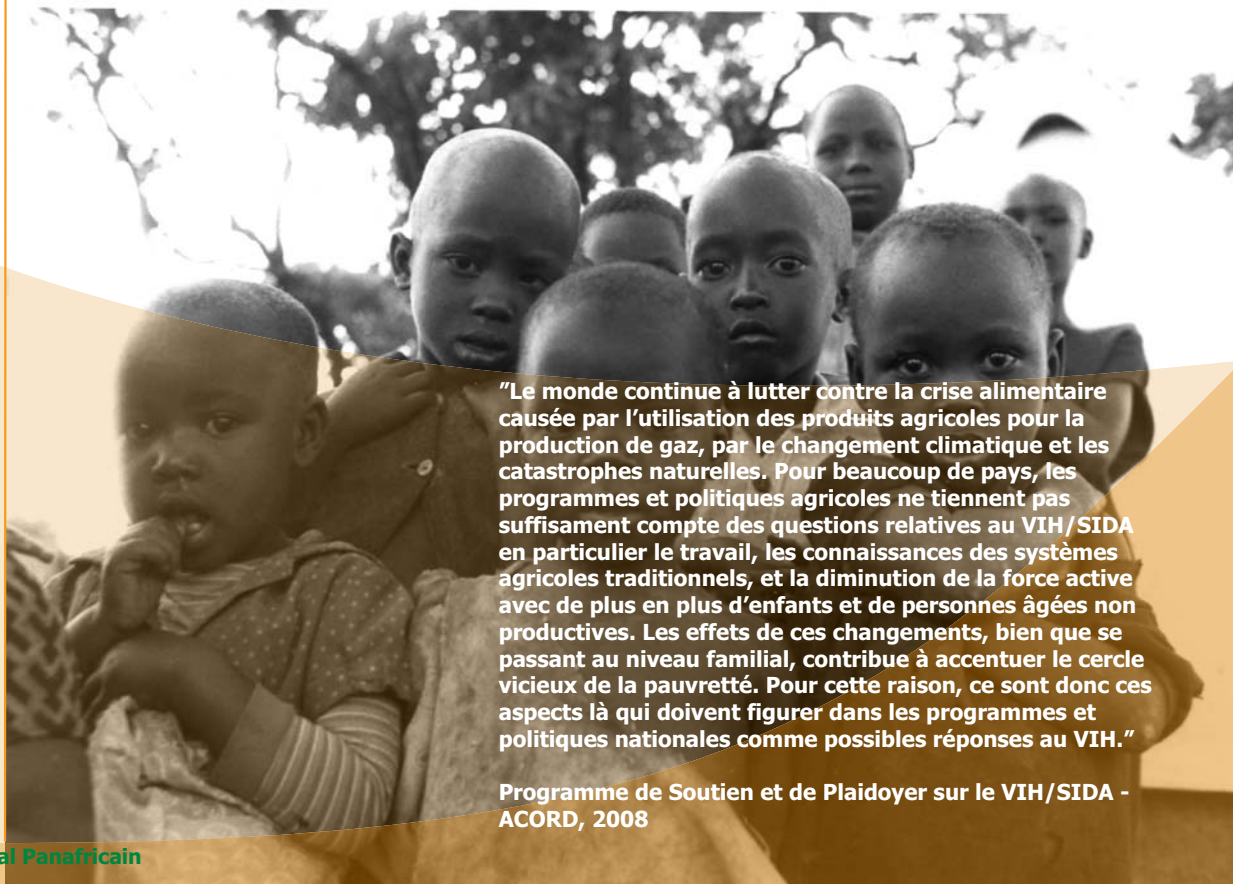 "Le monde continue à lutter contre la crise alimentaire
causée par l'utilisation des produits agricoles pour la
production de gaz, par le changement climatique et les
catastrophes naturelles. Pour beaucoup de pays, les
programmes et politiques agricoles ne tiennent pas
suffisament compte des questions relatives au VIH/SIDA
en particulier le travail, les connaissances des systèmes
agricoles traditionnels, et la diminution de la force active
avec de plus en plus d'enfants et de personnes âgées non
productives. Les effets de ces changements, bien que se
passant au niveau familial, contribue à accentuer le cercle
vicieux de la pauvretté. Pour cette raison, ce sont donc ces
aspects là qui doivent figurer dans les programmes et
politiques nationales comme possibles réponses au VIH."
Programme de Soutien et de Plaidoyer sur le VIH/SIDA -
ACORD, 2008
al Panafricain